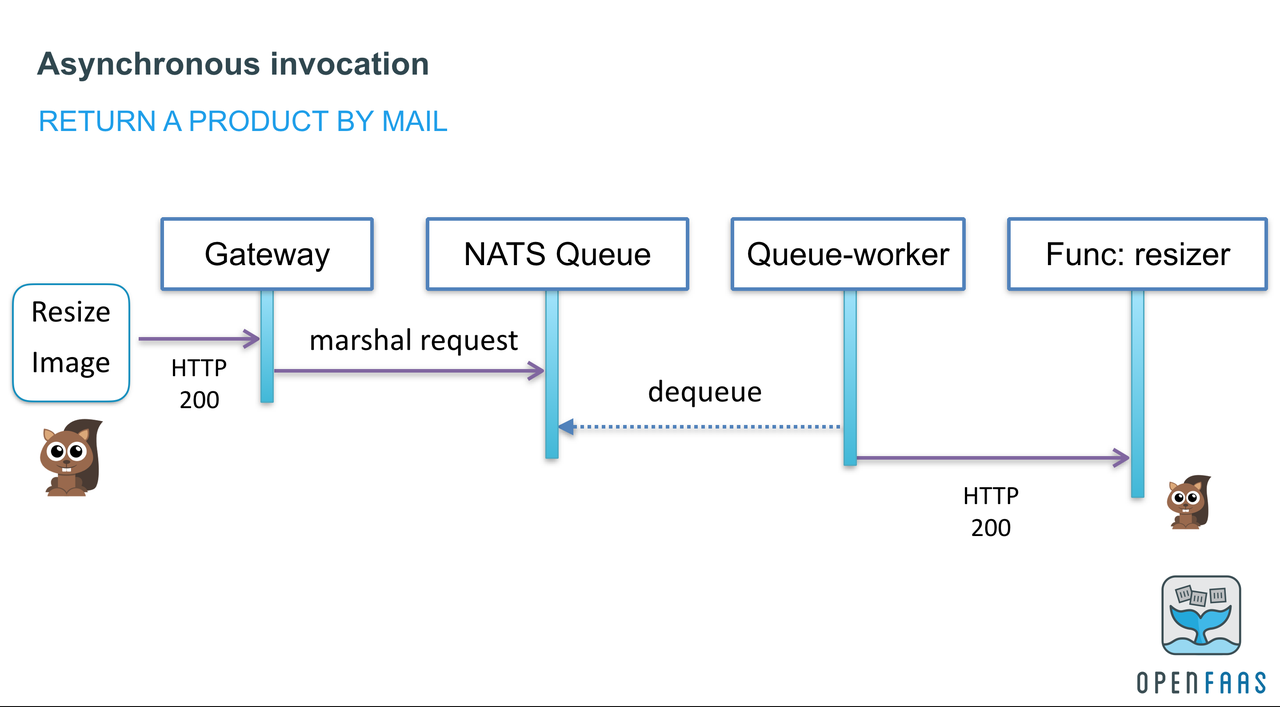 Asynchronous invocation
RETURN A PRODUCT BY MAIL
Gateway
NATS Queue
Queue-worker
Func: resizer
Resize
Image
HTTP
200
marshal request
dequeue
HTTP
200
OPENFAAS